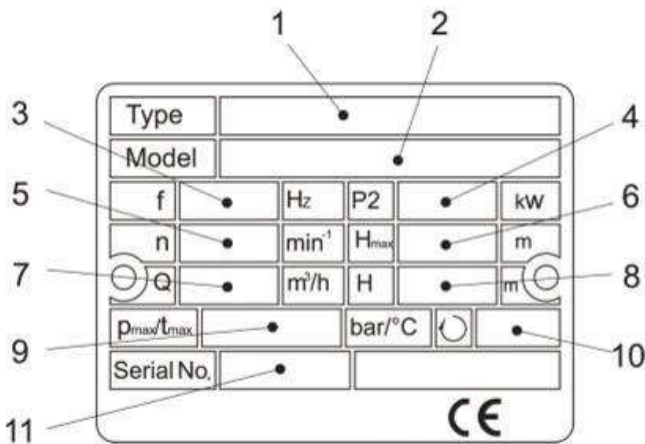 1 2
3 Type 4
Model
5 f Hz P2 kW 6
n min⁻¹ Hmax m
7 Q m³/h H m 8
pmax/tmax bar/°C
9 Serial No. 10
11 CE